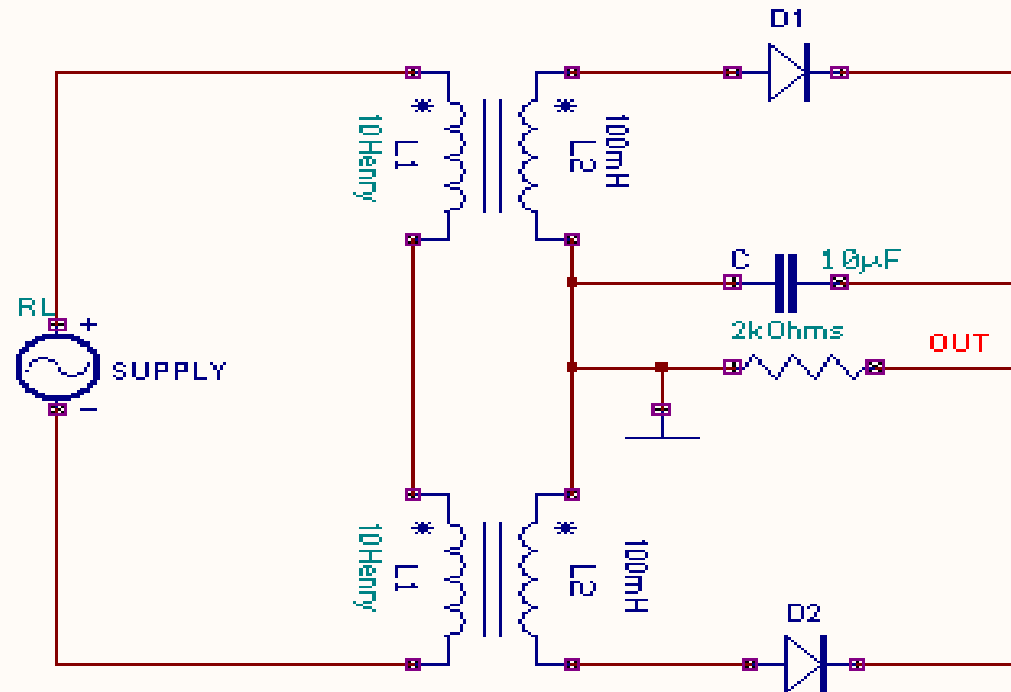 D1
10Henry
L1
L2
100mH
C
10µF
RL
+
2kOhms
OUT
SUPPLY
−
10Henry
L1
L2
100mH
D2